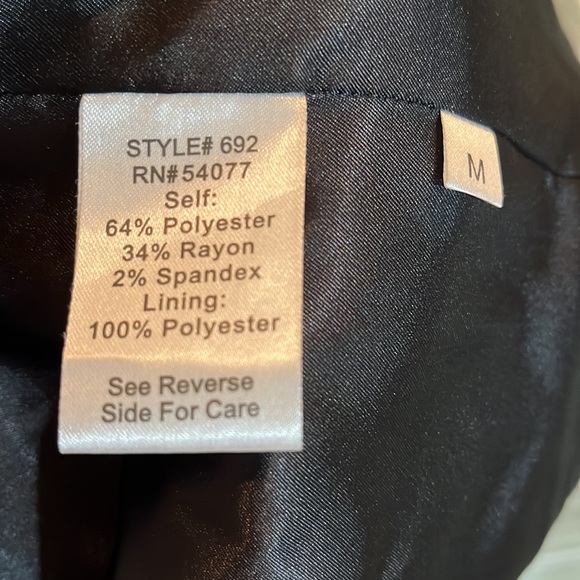 STYLE# 692
RN# 54077
Self:
64% Polyester
34% Rayon
2% Spandex
Lining:
100% Polyester
See Reverse
Side For Care
M